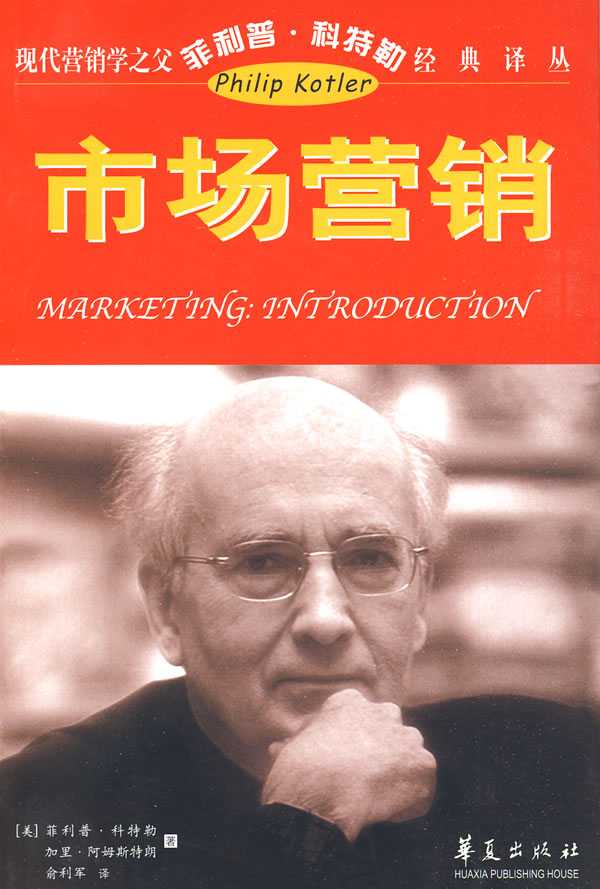 现代营销学之父 菲利普·科特勒 经典译丛
Philip Kotler
市场营销
MARKETING: INTRODUCTION
[美] 菲利普·科特勒
加里·阿姆斯特朗 著
俞利军 译
华夏出版社
HUAXIA PUBLISHING HOUSE